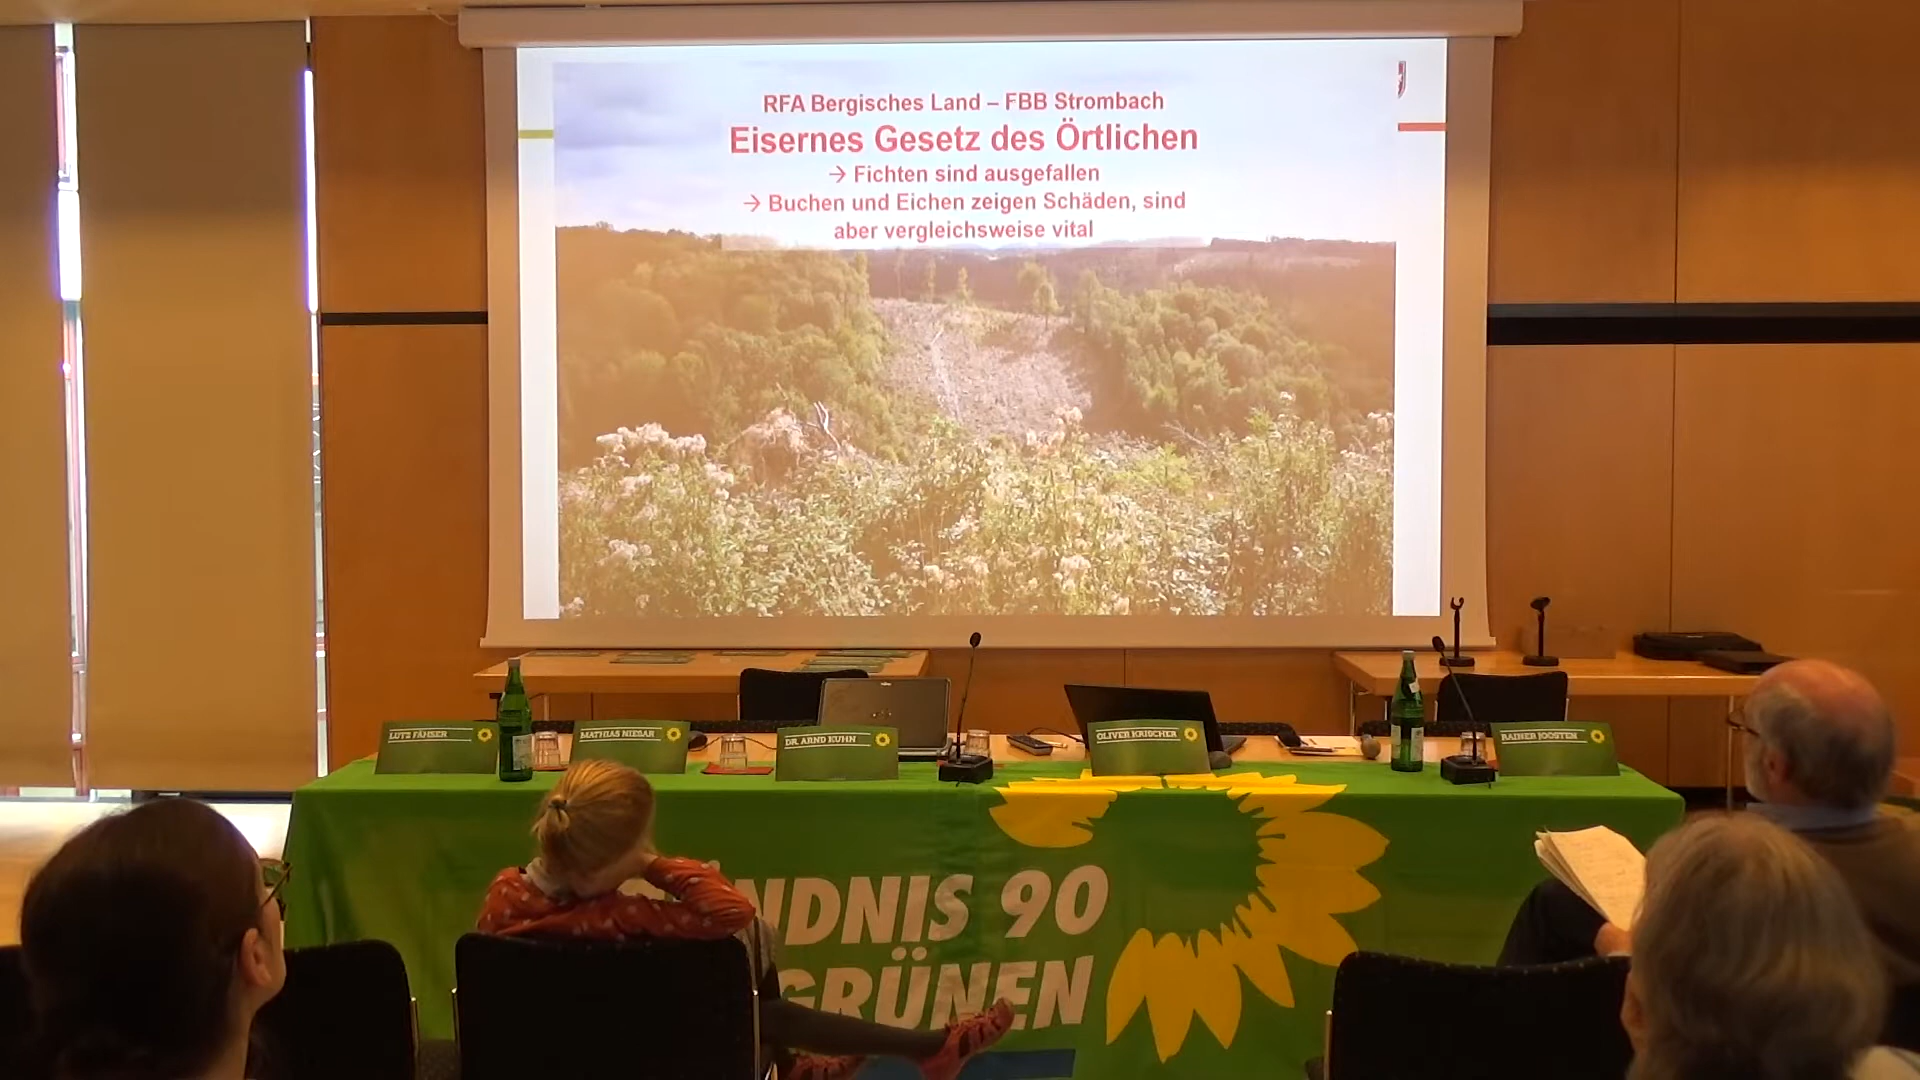 RFA Bergisches Land – FBB Strombach
Eisernes Gesetz des Örtlichen
→ Fichten sind ausgefallen
→ Buchen und Eichen zeigen Schäden, sind
aber vergleichsweise vital
LUTZ FÄHSER
MATHIAS NIESAR
DR. ARND KUHN
OLIVER KRISCHER
RAINER JOOSTEN
NDNIS 90
GRÜNEN